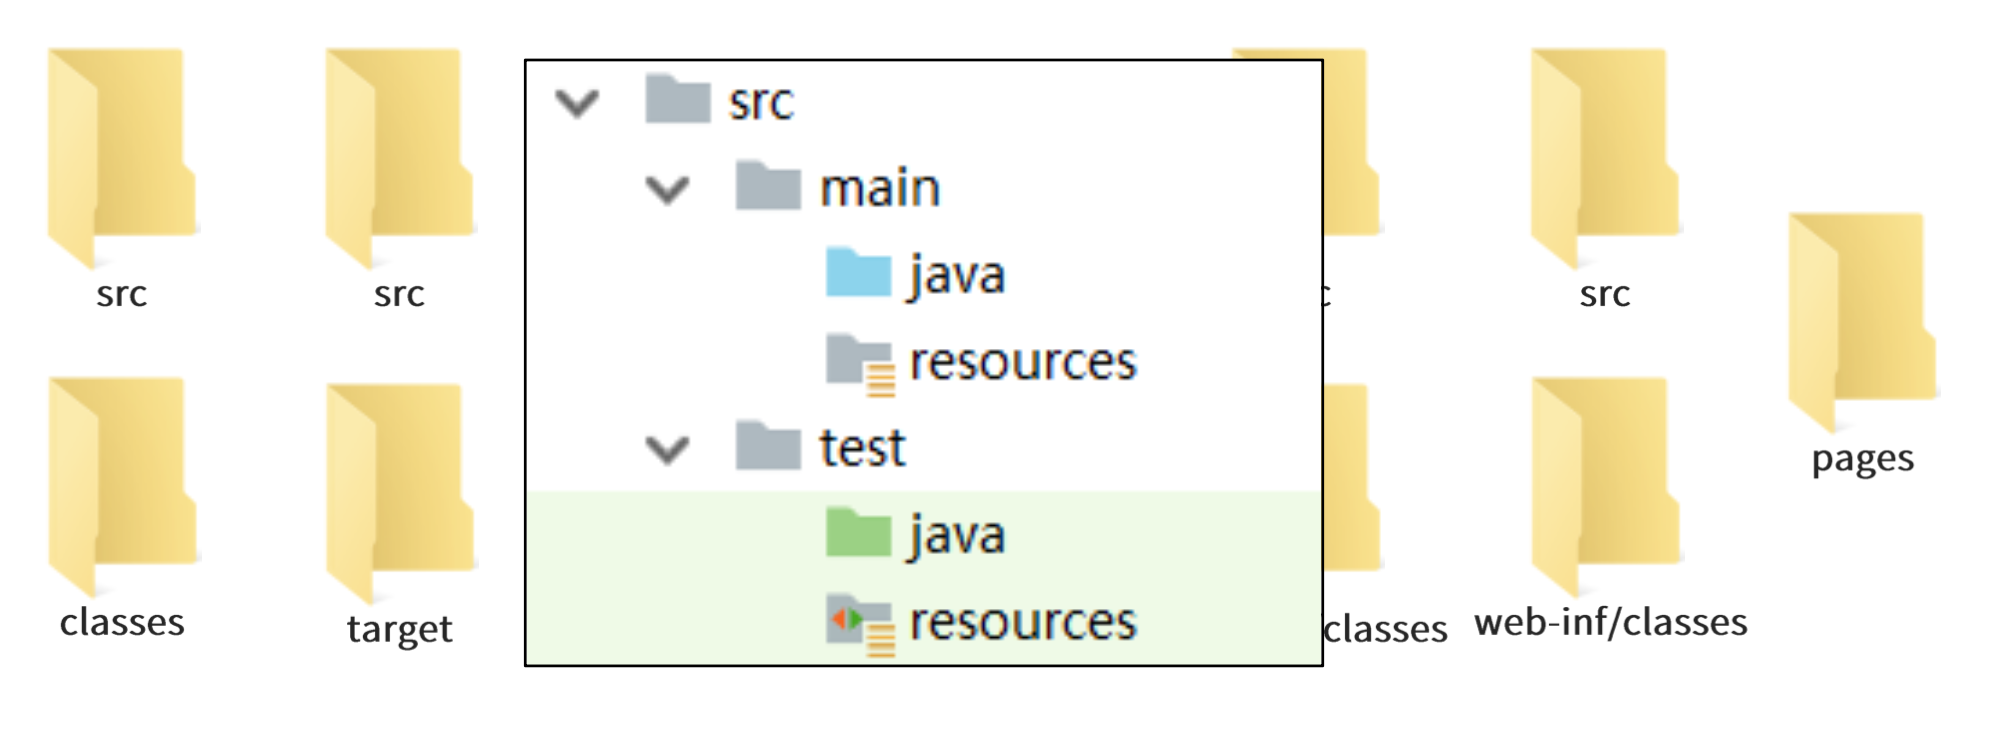 src
src
src
main
java
resources
test
java
resources
src
pages
classes
target
classes
web-inf/classes